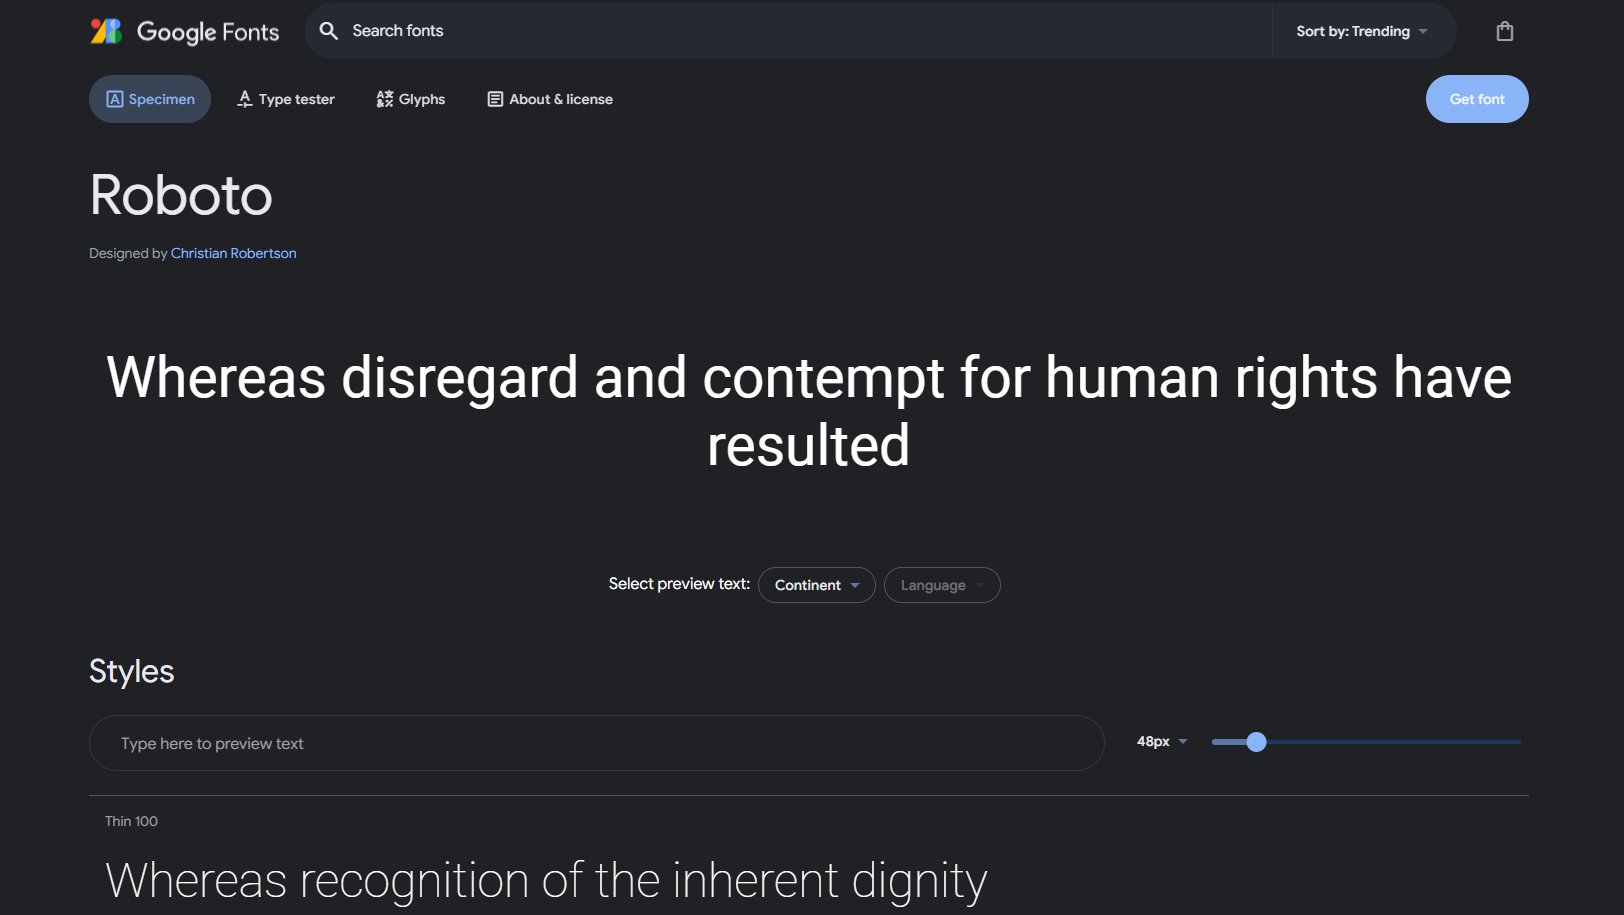 Google Fonts
Search fonts
Sort by: Trending
Specimen
Type tester
Glyphs
About & license
Get font
Roboto
Designed by Christian Robertson
Whereas disregard and contempt for human rights have
resulted
Select preview text:
Continent
Language
Styles
Type here to preview text
48px
Thin 100
Whereas recognition of the inherent dignity